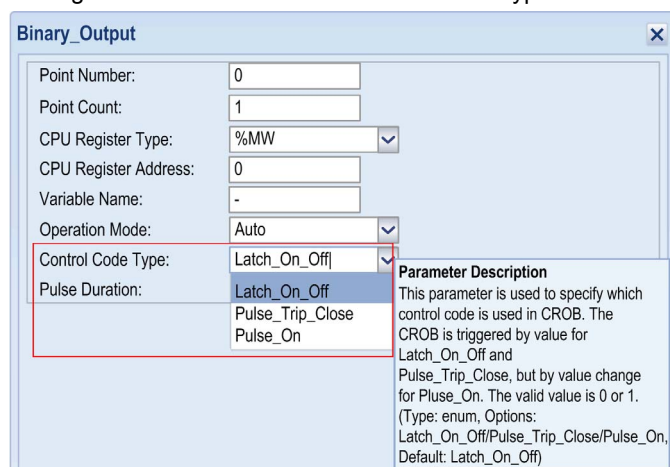 Binary_Output
Point Number: 0
Point Count: 1
CPU Register Type: %MW
CPU Register Address: 0
Variable Name: -
Operation Mode: Auto
Control Code Type: Latch_On_Off
Pulse Duration:
Latch_On_Off
Pulse_Trip_Close
Pulse_On
Parameter Description
This parameter is used to specify which
control code is used in CROB. The
CROB is triggered by value for
Latch_On_Off and
Pulse_Trip_Close, but by value change
for Pluse_On. The valid value is 0 or 1.
(Type: enum, Options:
Latch_On_Off/Pulse_Trip_Close/Pulse_On,
Default: Latch_On_Off)